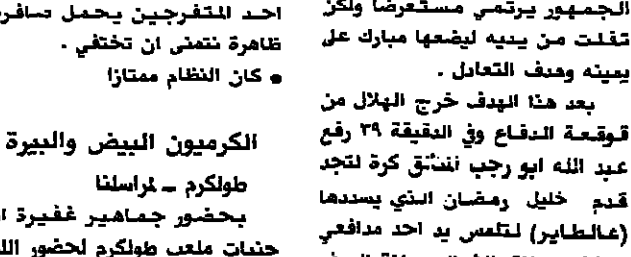 الجمهور يرتمي مستعرضا ولكن
تفلت من يديه ليضعها مبارك على
يمينه وهدف التعادل .
بعد هذا الهدف خرج الهلال من
قوقعة الدفاع وفي الدقيقة ٣٩ رفع
عبد الله ابو رجب كرة لتجد
قدم خليل رمضان الذي يسددها
(عالطاير) لتلمس يد احد مدافعي
احد المتفرجين يحمل
ظاهرة نتمنى ان تختفي .
● كان النظام ممتازا
الكرميون البيض والبيرة
طولكرم ــ لمراسلنا
بحضور جماهير غفيرة
جنبات ملعب طولكرم لحضور